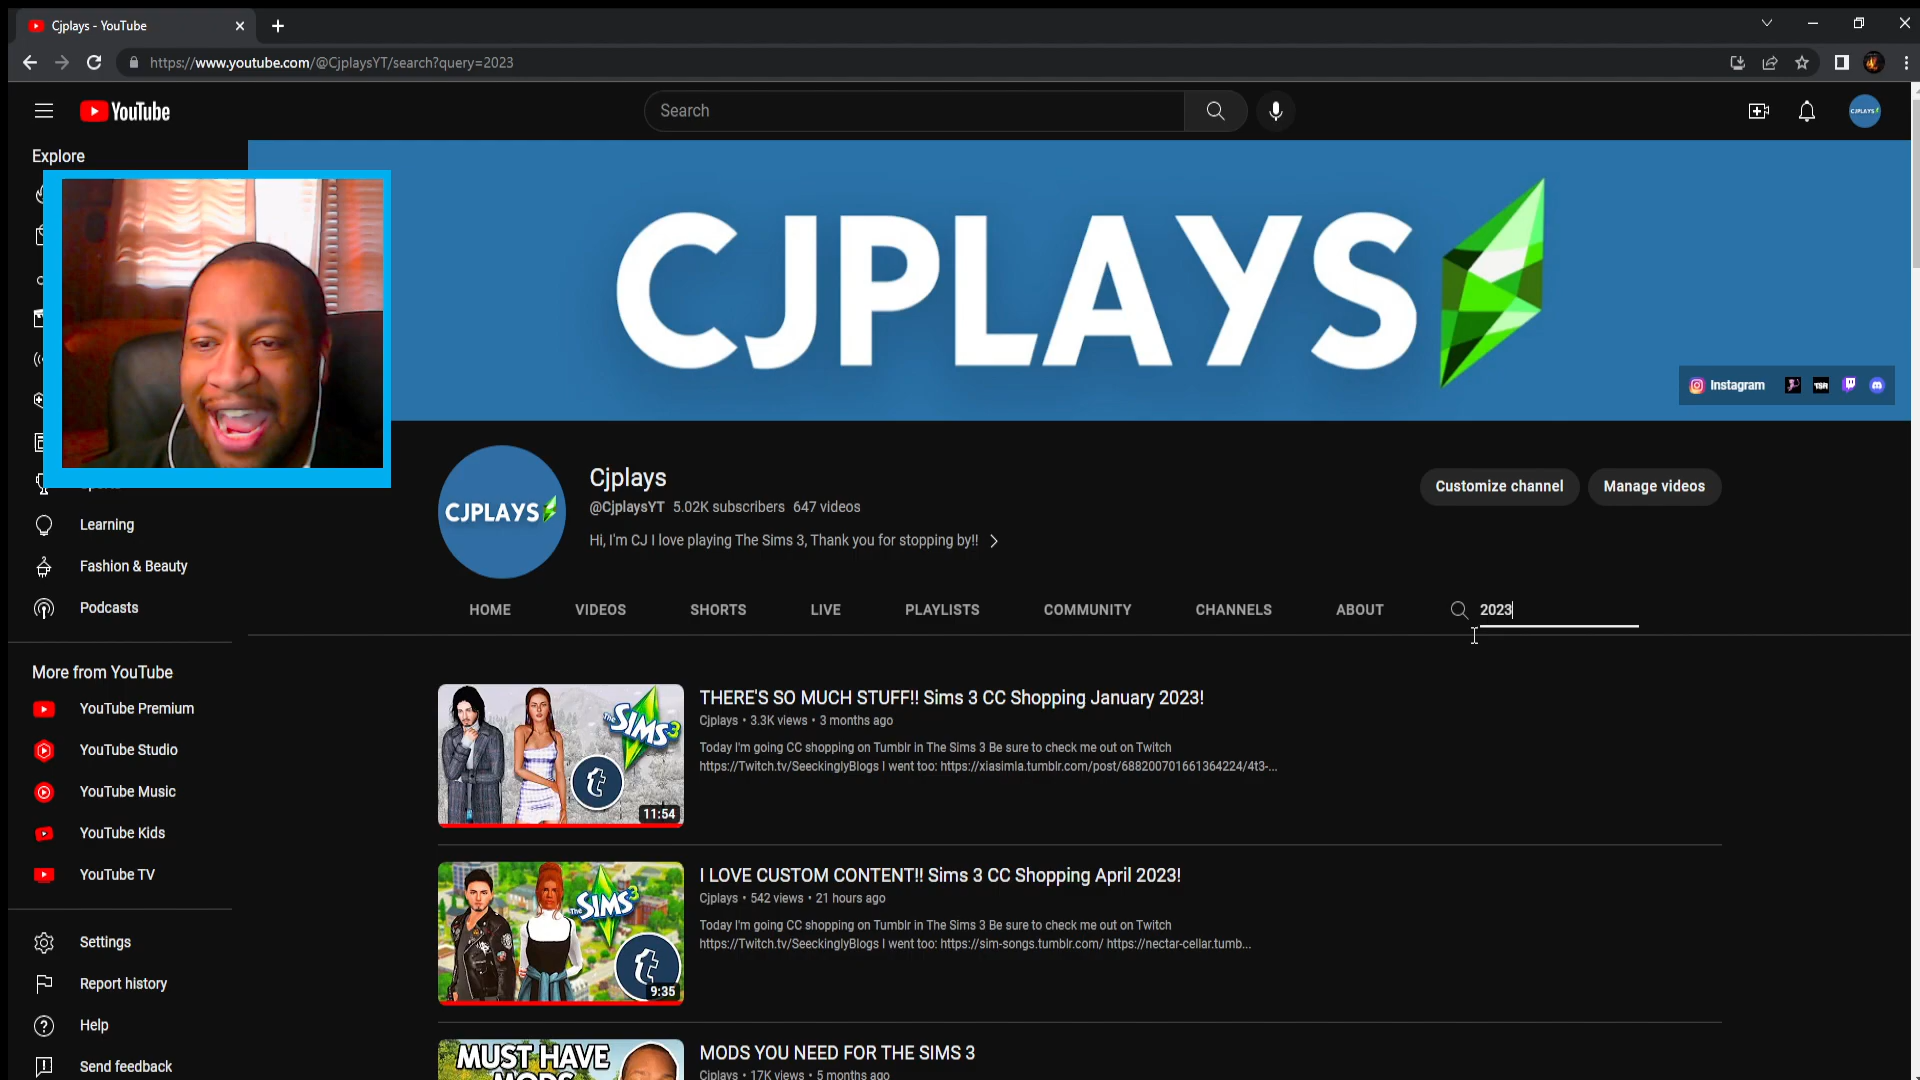 Cjplays - YouTube
https://www.youtube.com/@CjplaysYT/search?query=2023
YouTube
Search
CJPLAYS
Explore
CJPLAYS
Instagram
TSR
CJPLAYS
Cjplays
@CjplaysYT 5.02K subscribers 647 videos
Hi, I'm CJ I love playing The Sims 3, Thank you for stopping by!!
Customize channel
Manage videos
Learning
Fashion & Beauty
Podcasts
HOME
VIDEOS
SHORTS
LIVE
PLAYLISTS
COMMUNITY
CHANNELS
ABOUT
2023
More from YouTube
YouTube Premium
YouTube Studio
YouTube Music
YouTube Kids
YouTube TV
Settings
Report history
Help
Send feedback
THE SIMS 3
t
11:54
THERE'S SO MUCH STUFF!! Sims 3 CC Shopping January 2023!
Cjplays • 3.3K views • 3 months ago
Today I'm going CC shopping on Tumblr in The Sims 3 Be sure to check me out on Twitch
https://Twitch.tv/SeeckinglyBlogs I went too: https://xiasimla.tumblr.com/post/688200701661364224/4t3-...
THE SIMS 3
t
9:35
I LOVE CUSTOM CONTENT!! Sims 3 CC Shopping April 2023!
Cjplays • 542 views • 21 hours ago
Today I'm going CC shopping on Tumblr in The Sims 3 Be sure to check me out on Twitch
https://Twitch.tv/SeeckinglyBlogs I went too: https://sim-songs.tumblr.com/ https://nectar-cellar.tumb...
MUST HAVE
MODS
MODS YOU NEED FOR THE SIMS 3
Cjplays • 17K views • 5 months ago